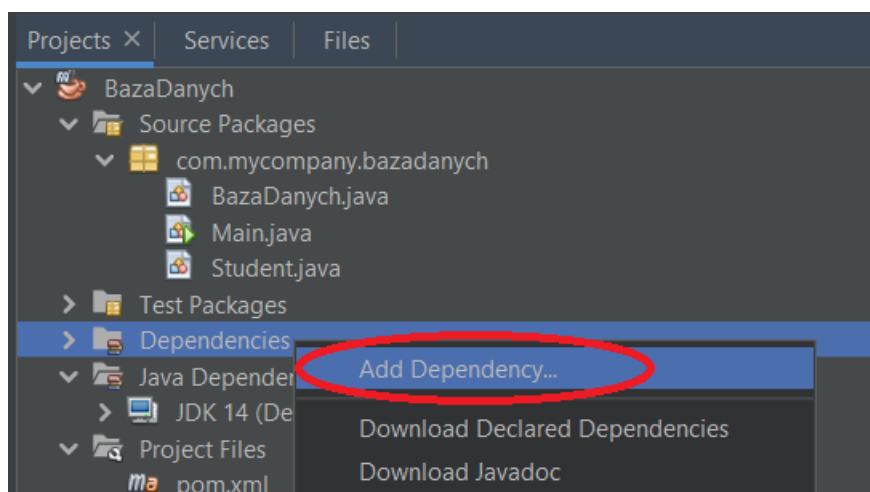 Projects × Services Files
BazaDanych
Source Packages
com.mycompany.bazadanych
BazaDanych.java
Main.java
Student.java
Test Packages
Dependencies
Add Dependency...
Java Depender
JDK 14 (De
Download Declared Dependencies
Project Files
Download Javadoc
pom.xml